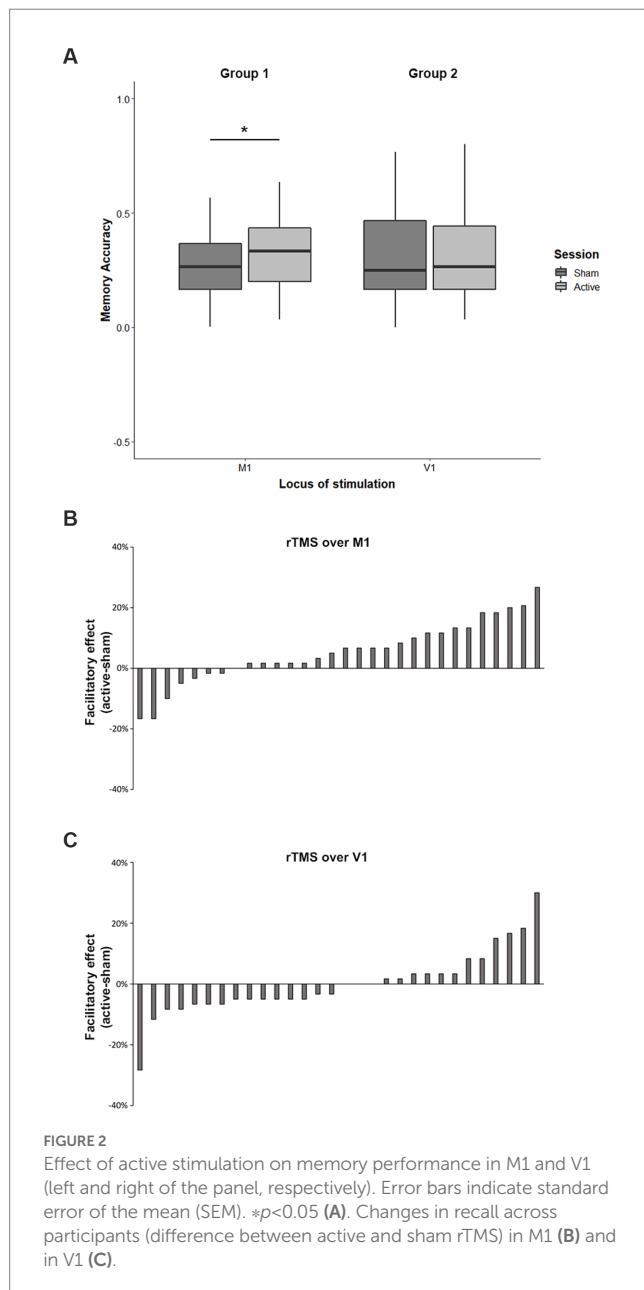 A
Group 1
Group 2
1.0
*
0.5
0.0
-0.5
Memory Accuracy
M1
V1
Locus of stimulation
Session
Sham
Active
B
rTMS over M1
40%
20%
0%
-20%
-40%
Facilitatory effect
(active-sham)
C
rTMS over V1
40%
20%
0%
-20%
-40%
Facilitatory effect
(active-sham)
FIGURE 2
Effect of active stimulation on memory performance in M1 and V1
(left and right of the panel, respectively). Error bars indicate standard
error of the mean (SEM). *p<0.05 (A). Changes in recall across
participants (difference between active and sham rTMS) in M1 (B) and
in V1 (C).